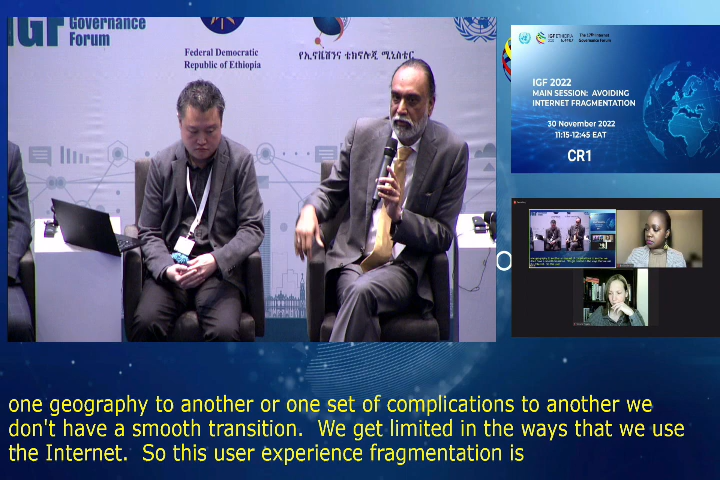 IGF Governance
Forum
Federal Democratic
Republic of Ethiopia
የኢኖቬሽንና ቴክኖሎጂ ሚኒስቴር
IGF 2022
MAIN SESSION: AVOIDING
INTERNET FRAGMENTATION
30 November 2022
11:15-12:45 EAT
CR1
one geography to another or one set of complications to another we
don't have a smooth transition. We get limited in the ways that we use
the Internet. So this user experience fragmentation is